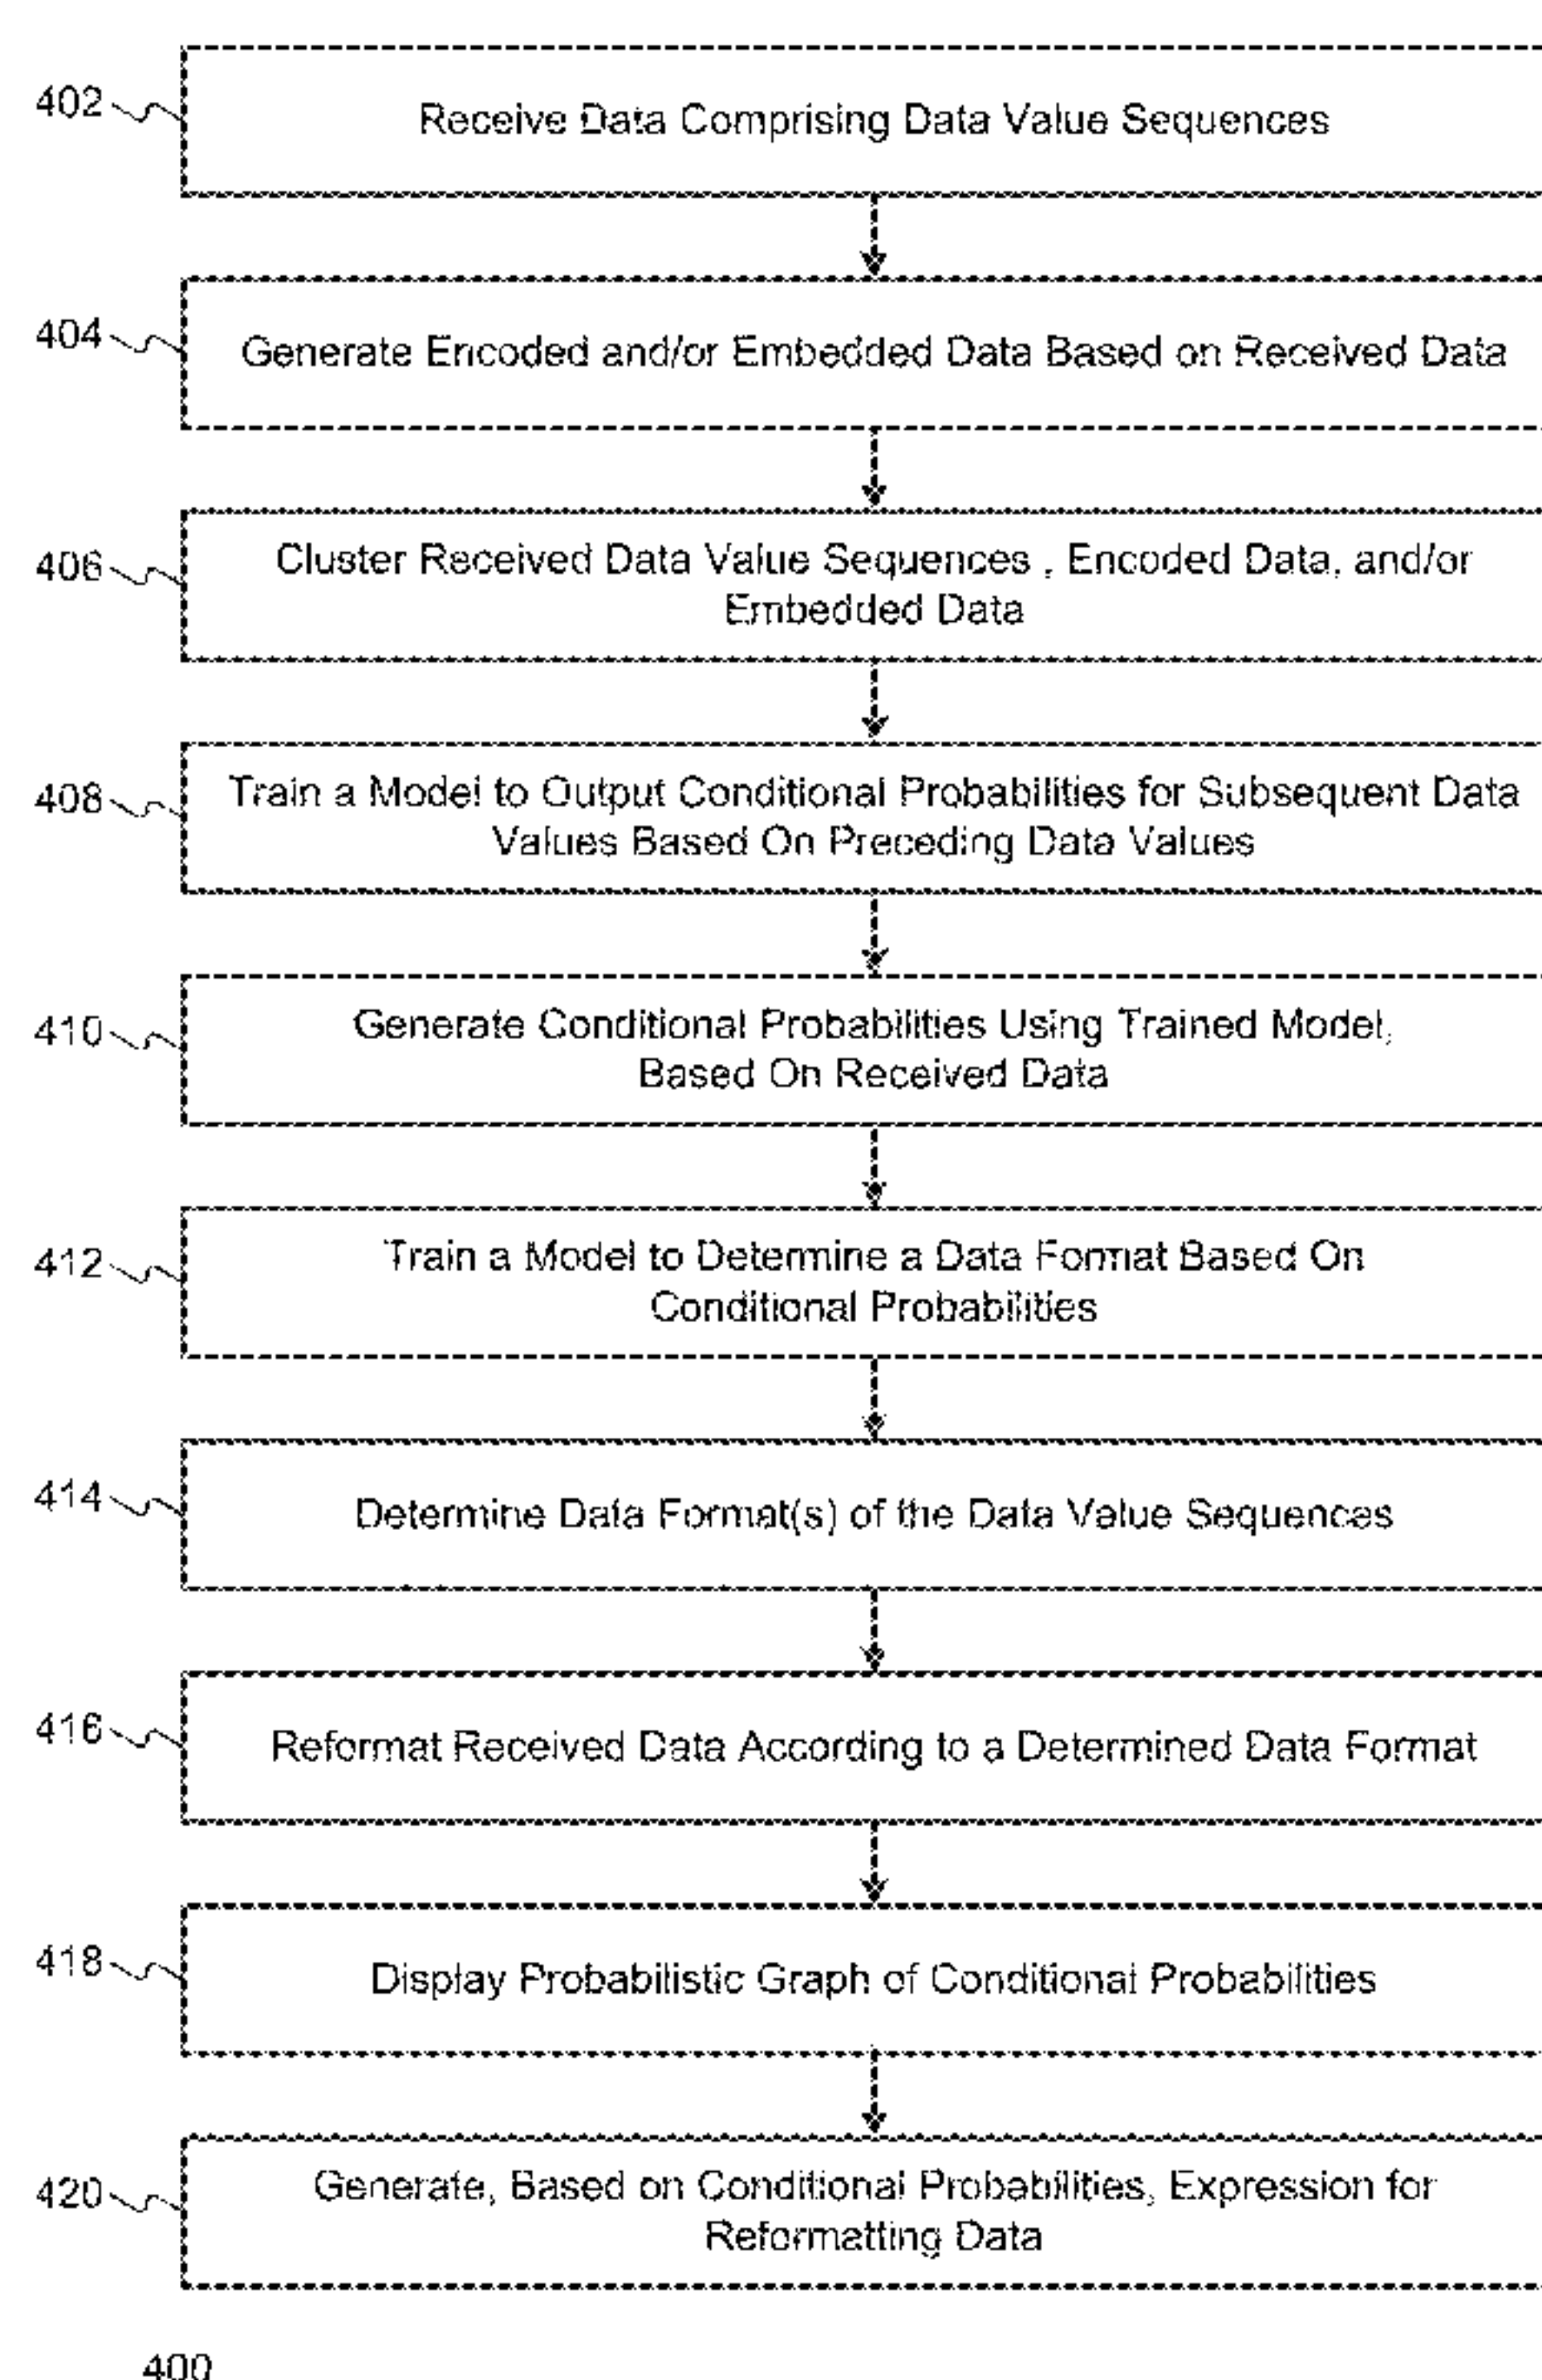 402
Receive Data Comprising Data Value Sequences
404
Generate Encoded and/or Embedded Data Based on Received Data
406
Cluster Received Data Value Sequences , Encoded Data, and/or
Embedded Data
408
Train a Model to Output Conditional Probabilities for Subsequent Data
Values Based On Preceding Data Values
410
Generate Conditional Probabilities Using Trained Model,
Based On Received Data
412
Train a Model to Determine a Data Format Based On
Conditional Probabilities
414
Determine Data Format(s) of the Data Value Sequences
416
Reformat Received Data According to a Determined Data Format
418
Display Probabilistic Graph of Conditional Probabilities
420
Generate, Based on Conditional Probabilities, Expression for
Reformatting Data
400